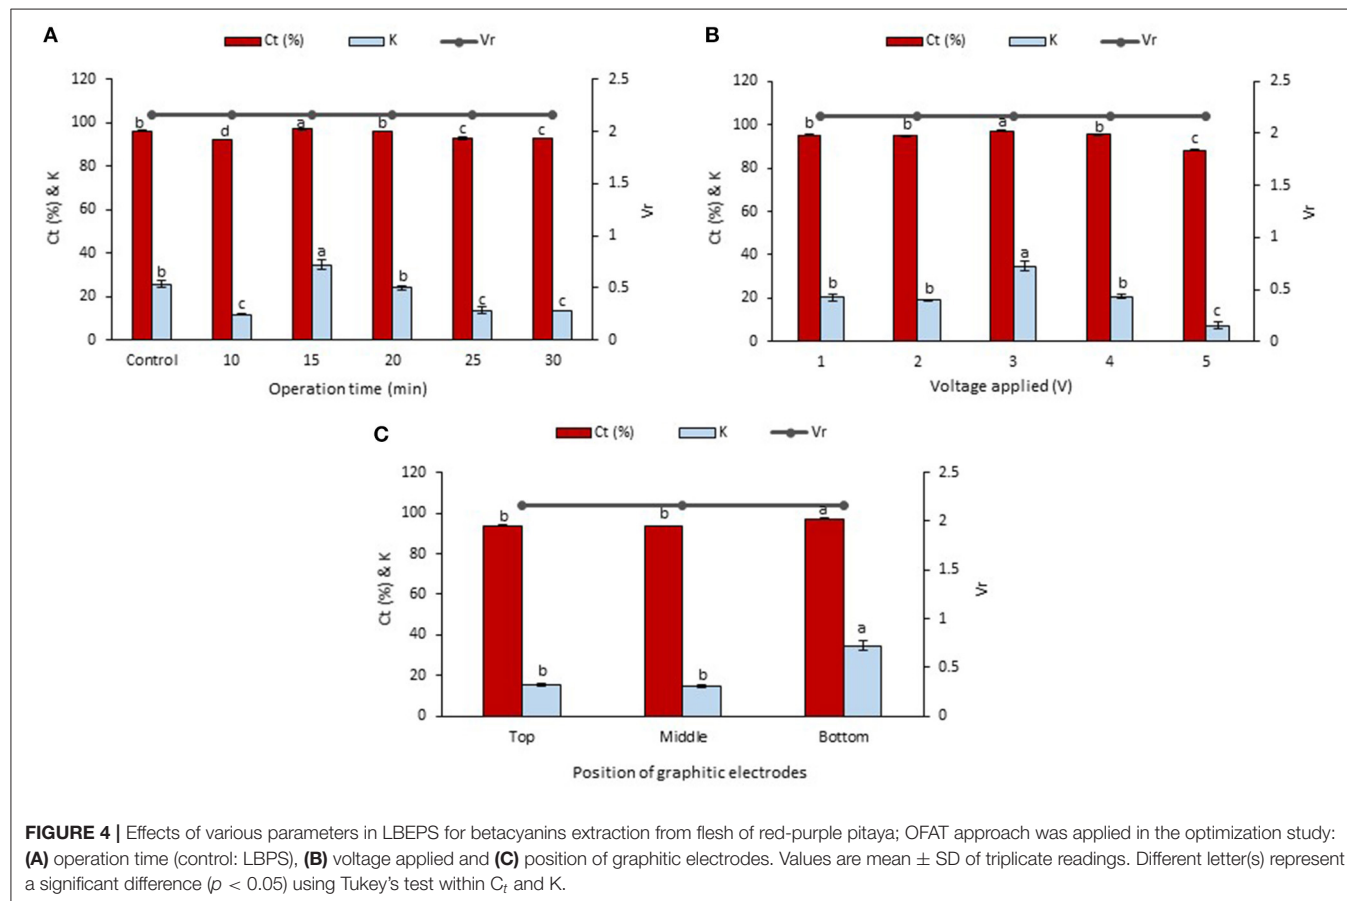 A
Ct (%) K Vr
120 2.5
100 2
80 1.5
60 1
40 0.5
20 0
0
Ct (%) & K
Vr
b d a b c c
b c a b c c
Control 10 15 20 25 30
Operation time (min)
B
Ct (%) K Vr
120 2.5
100 2
80 1.5
60 1
40 0.5
20 0
0
Ct (%) & K
Vr
b b a b c
b b a b c
1 2 3 4 5
Voltage applied (V)
C
Ct (%) K Vr
120 2.5
100 2
80 1.5
60 1
40 0.5
20 0
0
Ct (%) & K
Vr
b b a
b b a
Top Middle Bottom
Position of graphitic electrodes
FIGURE 4 | Effects of various parameters in LBEPS for betacyanins extraction from flesh of red-purple pitaya; OFAT approach was applied in the optimization study:
(A) operation time (control: LBPS), (B) voltage applied and (C) position of graphitic electrodes. Values are mean ± SD of triplicate readings. Different letter(s) represent
a significant difference (p < 0.05) using Tukey's test within Ct and K.